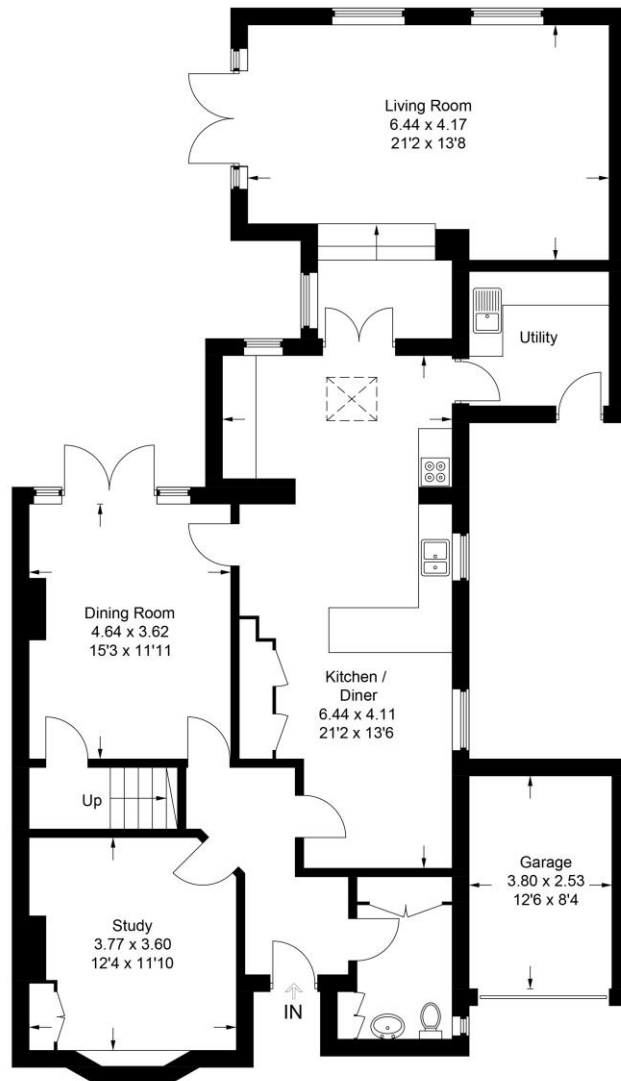 Living Room
6.44 x 4.17
21'2 x 13'8
Utility
Dining Room
4.64 x 3.62
15'3 x 11'11
Kitchen /
Diner
6.44 x 4.11
21'2 x 13'6
Up
Garage
3.80 x 2.53
12'6 x 8'4
Study
3.77 x 3.60
12'4 x 11'10
IN